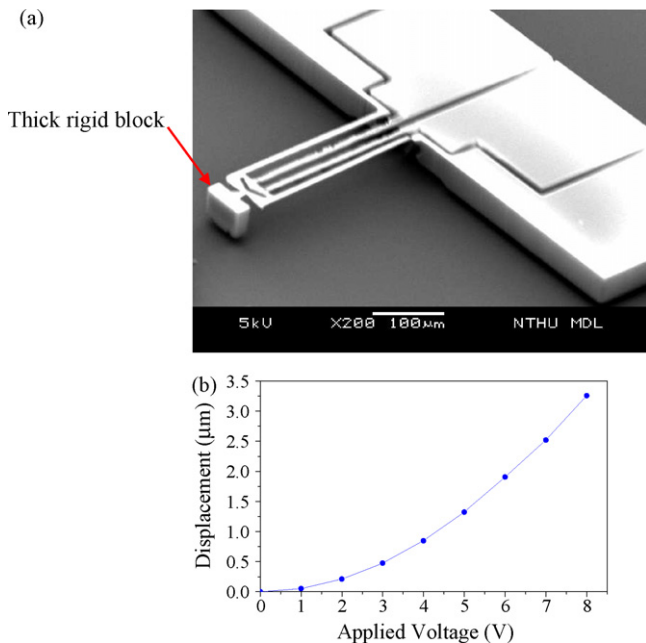 (a)
Thick rigid block
5kV X200 100μm NTHU MDL
(b)
3.5
3.0
2.5
2.0
1.5
1.0
0.5
0.0
Displacement (μm)
0 1 2 3 4 5 6 7 8
Applied Voltage (V)